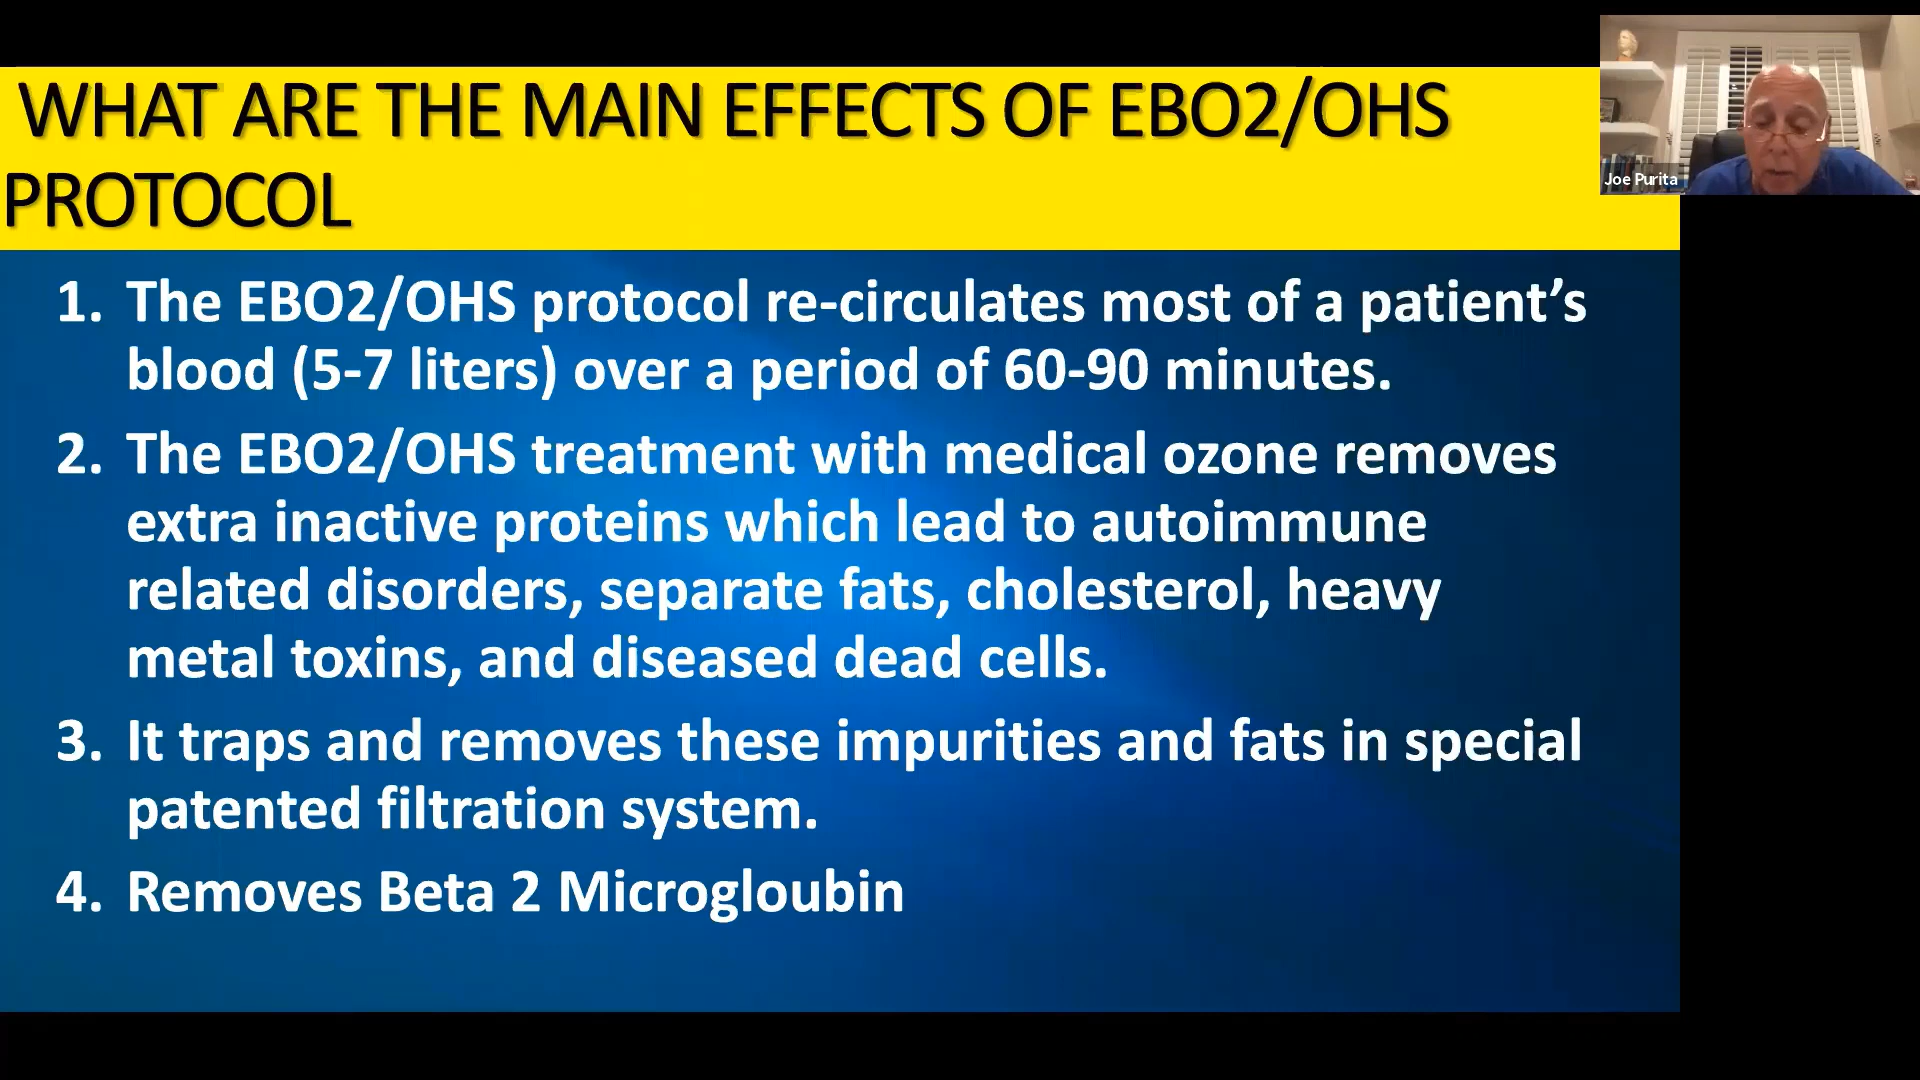 WHAT ARE THE MAIN EFFECTS OF EBO2/OHS
PROTOCOL
Joe Purita
1. The EBO2/OHS protocol re-circulates most of a patient’s
blood (5-7 liters) over a period of 60-90 minutes.
2. The EBO2/OHS treatment with medical ozone removes
extra inactive proteins which lead to autoimmune
related disorders, separate fats, cholesterol, heavy
metal toxins, and diseased dead cells.
3. It traps and removes these impurities and fats in special
patented filtration system.
4. Removes Beta 2 Microgloubin